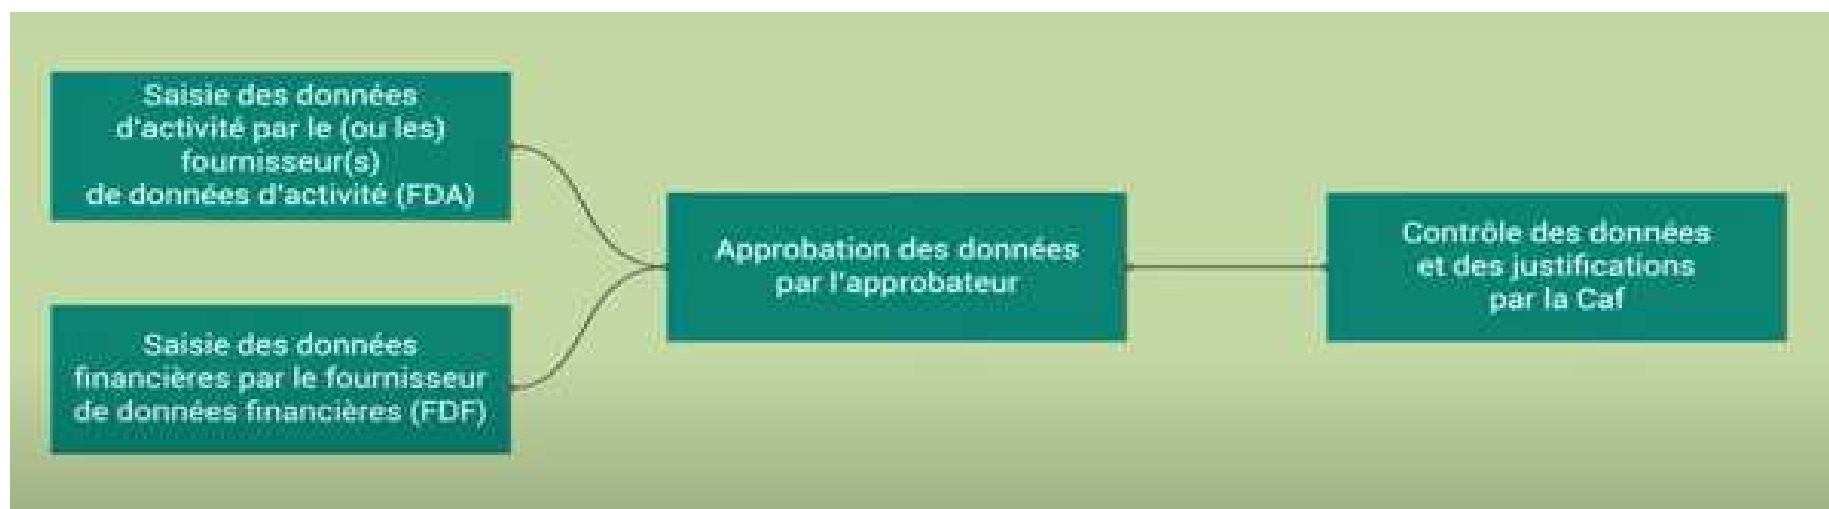 Saisie des données
d'activité par le (ou les)
fournisseur(s)
de données d'activité (FDA)
Saisie des données
financières par le fournisseur
de données financières (FDF)
Approbation des données
par l'approbateur
Contrôle des données
et des justifications
par la Caf